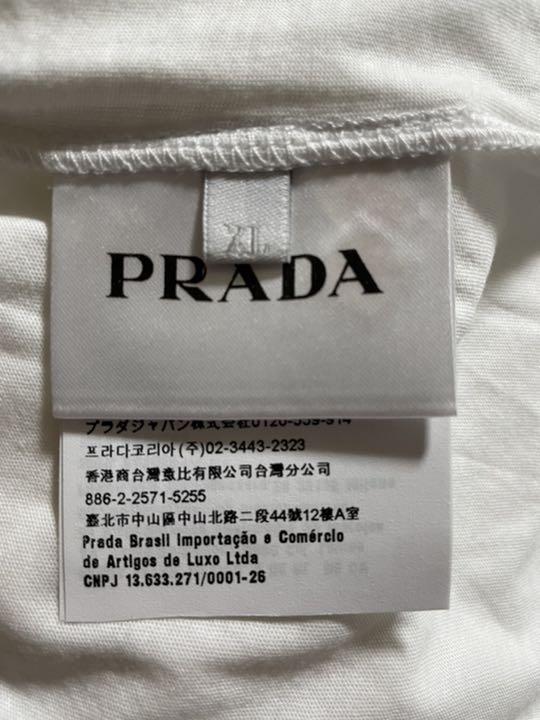 PRADA
プラダジャパン株式会社0120-559-914
프라다코리아 (주)02-3443-2323
香港商台灣意比有限公司台灣分公司
886-2-2571-5255
臺北市中山區中山北路二段44號12樓A室
Prada Brasil Importação e Comércio
de Artigos de Luxo Ltda
CNPJ 13.633.271/0001-26